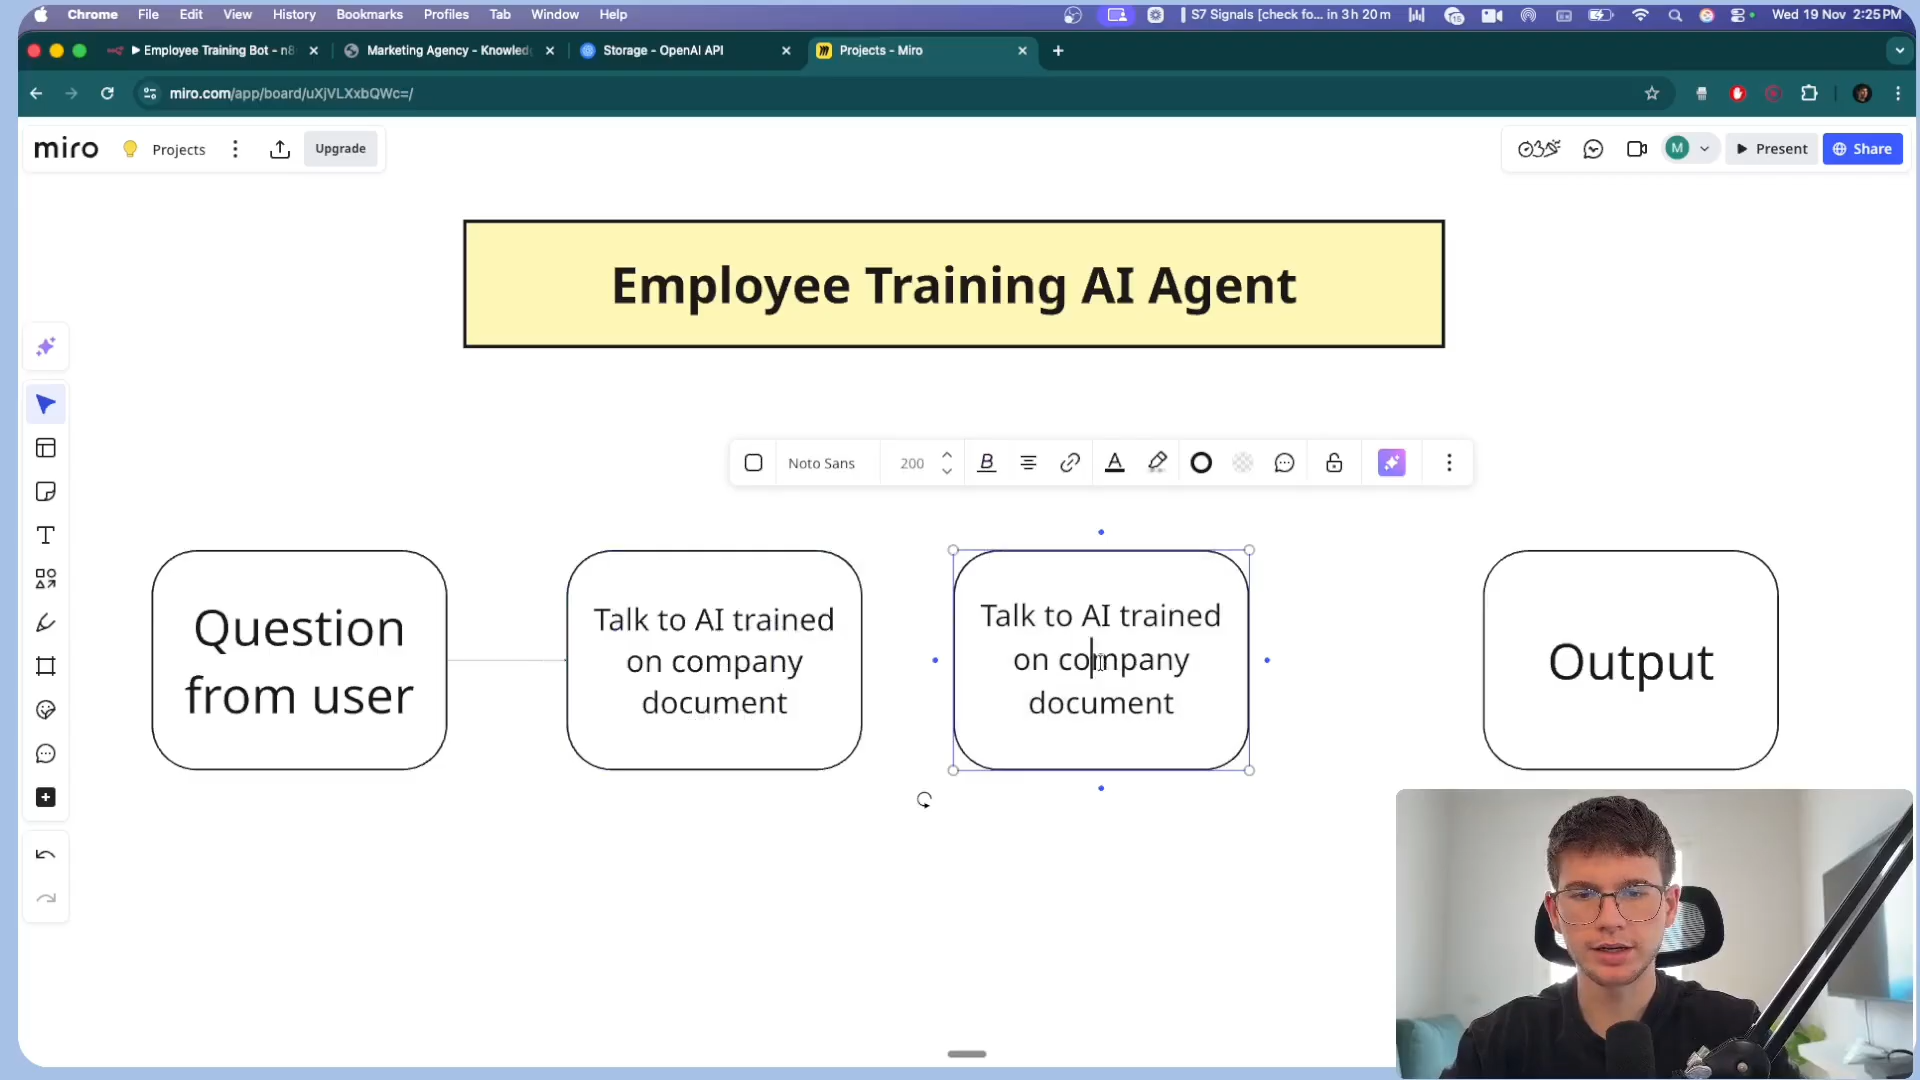 Chrome File Edit View History Bookmarks Profiles Tab Window Help
15
S7 Signals [check fo... in 3 h 20 m
Wed 19 Nov 2:25 PM
Employee Training Bot - n8
Marketing Agency - Knowled
Storage - OpenAI API
Projects - Miro
miro.com/app/board/uXjVLXxbQWc=/
miro
Projects
Upgrade
M
Present
Share
Employee Training AI Agent
Noto Sans
200
Question
from user
Talk to AI trained
on company
document
Talk to AI trained
on company
document
Output